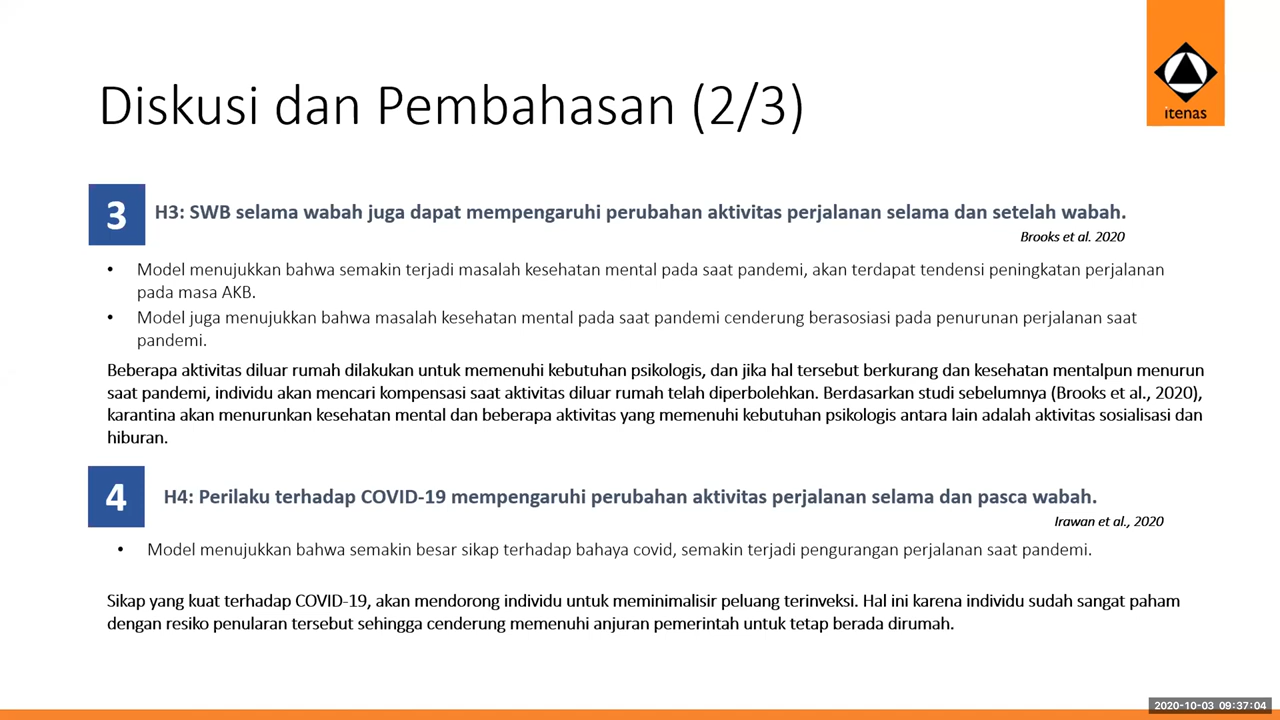 Diskusi dan Pembahasan (2/3)
itenas
3
H3: SWB selama wabah juga dapat mempengaruhi perubahan aktivitas perjalanan selama dan setelah wabah.
Brooks et al. 2020
• Model menujukkan bahwa semakin terjadi masalah kesehatan mental pada saat pandemi, akan terdapat tendensi peningkatan perjalanan
pada masa AKB.
• Model juga menujukkan bahwa masalah kesehatan mental pada saat pandemi cenderung berasosiasi pada penurunan perjalanan saat
pandemi.
Beberapa aktivitas diluar rumah dilakukan untuk memenuhi kebutuhan psikologis, dan jika hal tersebut berkurang dan kesehatan mentalpun menurun
saat pandemi, individu akan mencari kompensasi saat aktivitas diluar rumah telah diperbolehkan. Berdasarkan studi sebelumnya (Brooks et al., 2020),
karantina akan menurunkan kesehatan mental dan beberapa aktivitas yang memenuhi kebutuhan psikologis antara lain adalah aktivitas sosialisasi dan
hiburan.
4
H4: Perilaku terhadap COVID-19 mempengaruhi perubahan aktivitas perjalanan selama dan pasca wabah.
Irawan et al., 2020
• Model menujukkan bahwa semakin besar sikap terhadap bahaya covid, semakin terjadi pengurangan perjalanan saat pandemi.
Sikap yang kuat terhadap COVID-19, akan mendorong individu untuk meminimalisir peluang terinveksi. Hal ini karena individu sudah sangat paham
dengan resiko penularan tersebut sehingga cenderung memenuhi anjuran pemerintah untuk tetap berada dirumah.
2020-10-03 09:37:04